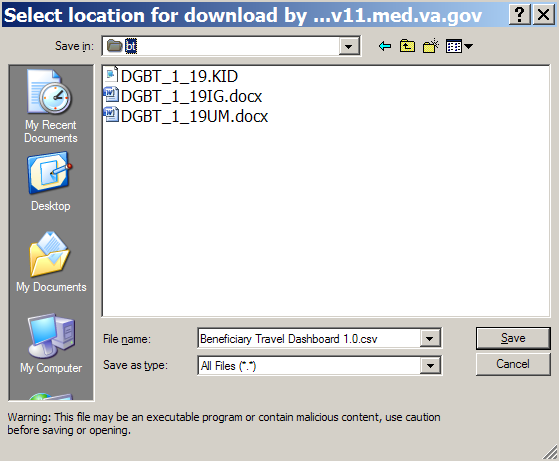 Select location for download by ...v11.med.va.gov
Save in: bt
DGBT_1_19.KID
DGBT_1_19IG.docx
DGBT_1_19UM.docx
My Recent
Documents
Desktop
My Documents
My Computer
File name: Beneficiary Travel Dashboard 1.0.csv Save
Save as type: All Files (*.*) Cancel
Warning: This file may be an executable program or contain malicious content, use caution
before saving or opening.